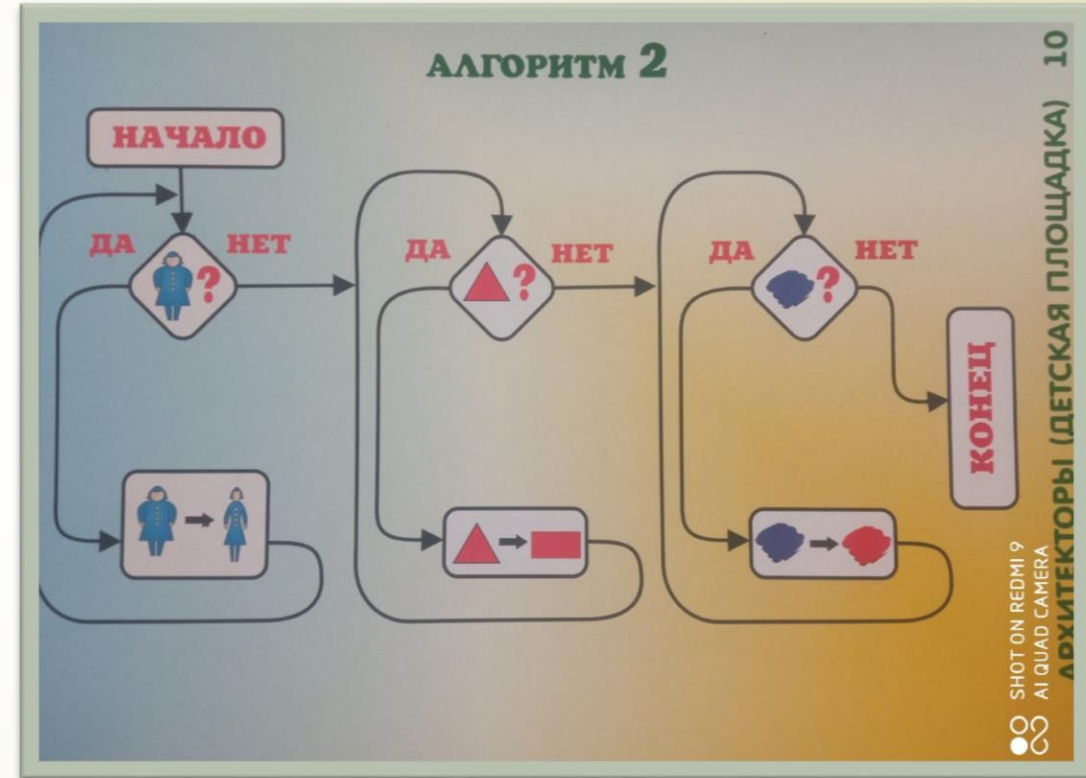 АЛГОРИТМ 2
НАЧАЛО
ДА
?
НЕТ
ДА
?
НЕТ
ДА
?
НЕТ
КОНЕЦ
АРХИТЕКТОРЫ (ДЕТСКАЯ ПЛОЩАДКА) 10
SHOT ON REDMI 9
AI QUAD CAMERA